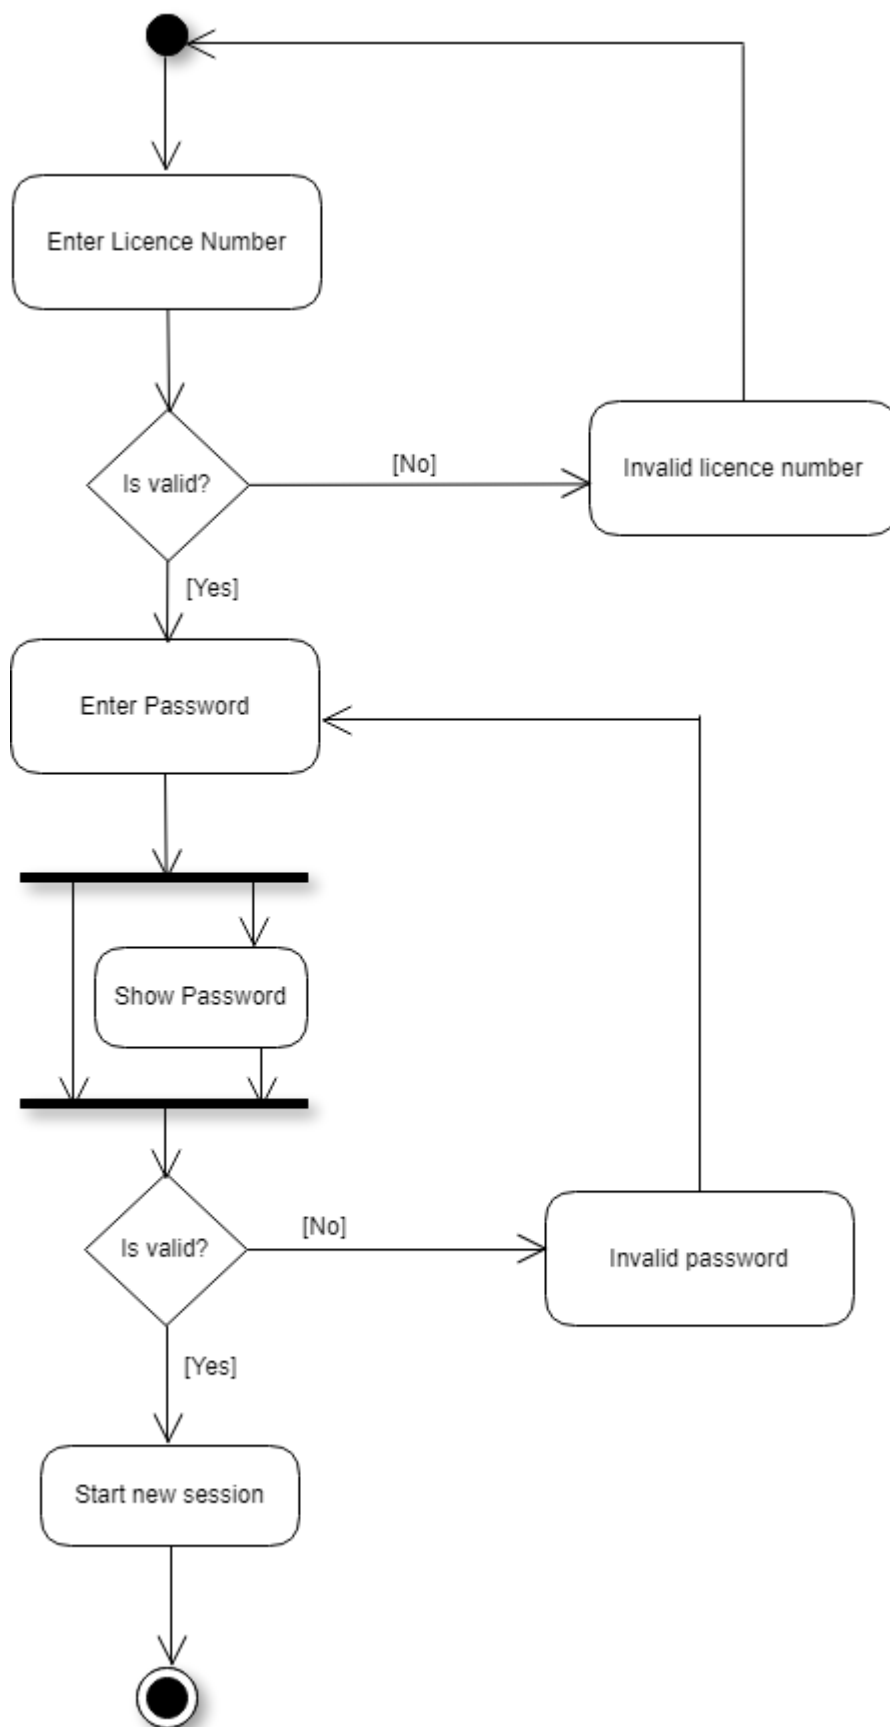 Enter Licence Number
Is valid?
[No]
Invalid licence number
[Yes]
Enter Password
Show Password
Is valid?
[No]
Invalid password
[Yes]
Start new session